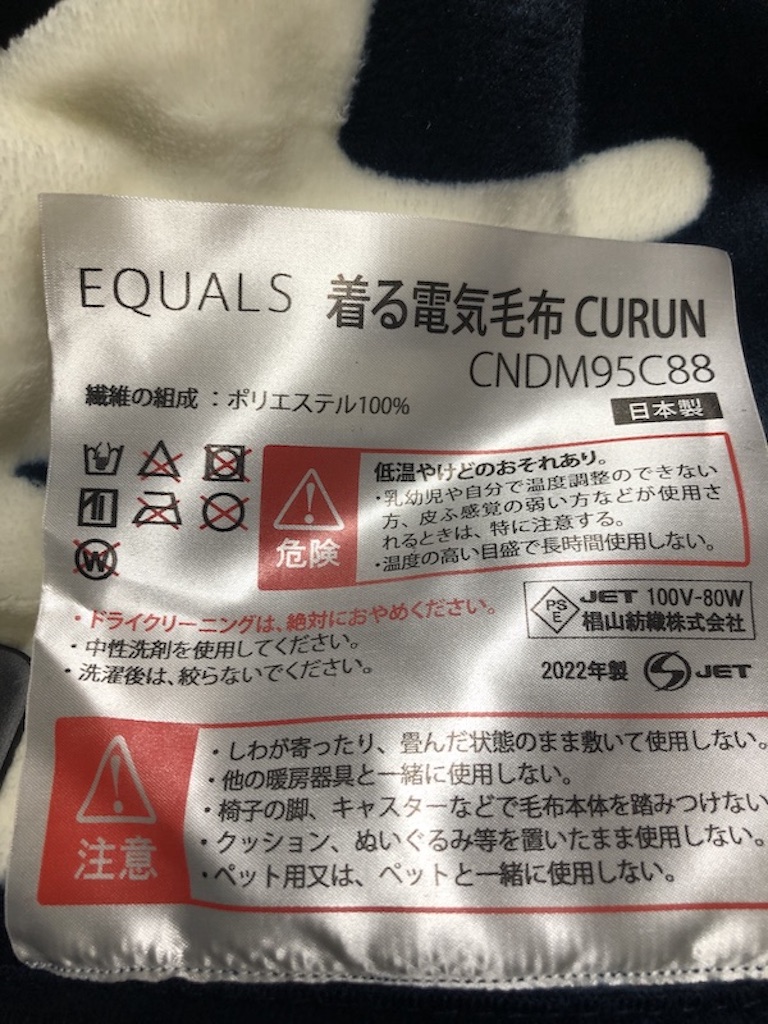 EQUALS 着る電気毛布 CURUN
CNDM95C88
日本製
繊維の組成：ポリエステル100%
W
危険
低温やけどのおそれあり。
・乳幼児や自分で温度調整のできない
方、皮ふ感覚の弱い方などが使用さ
れるときは、特に注意する。
・温度の高い目盛で長時間使用しない。
・ドライクリーニングは、絶対におやめください。
・中性洗剤を使用してください。
・洗濯後は、絞らないでください。
PS
E
JET 100V-80W
椙山紡織株式会社
2022年製 JET
注意
・しわが寄ったり、畳んだ状態のまま敷いて使用しない。
・他の暖房器具と一緒に使用しない。
・椅子の脚、キャスターなどで毛布本体を踏みつけない
・クッション、ぬいぐるみ等を置いたまま使用しない。
・ペット用又は、ペットと一緒に使用しない。